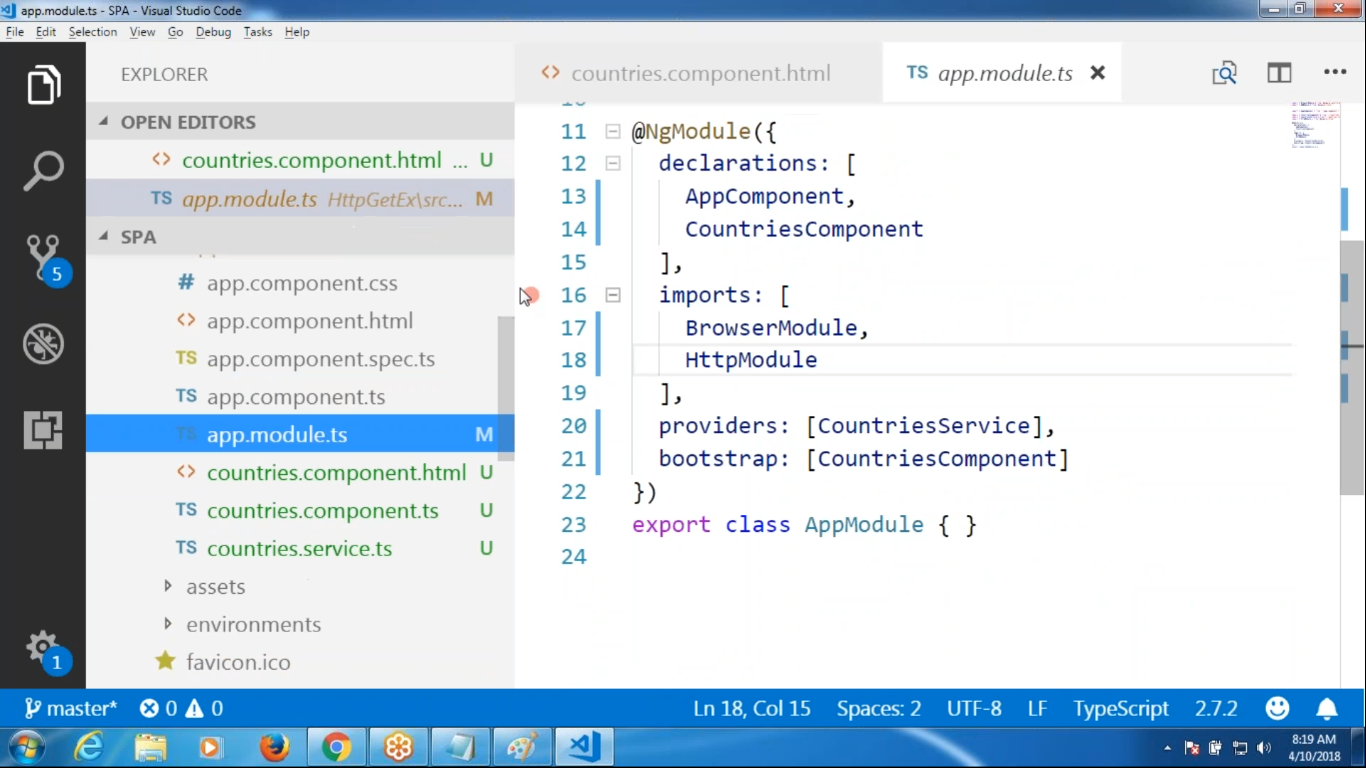 app.module.ts - SPA - Visual Studio Code
File Edit Selection View Go Debug Tasks Help
EXPLORER
OPEN EDITORS
countries.component.html ... U
TS app.module.ts HttpGetEx\src... M
SPA
# app.component.css
<> app.component.html
TS app.component.spec.ts
TS app.component.ts
TS app.module.ts M
<> countries.component.html U
TS countries.component.ts U
TS countries.service.ts U
assets
environments
favicon.ico
5
1
<> countries.component.html TS app.module.ts
11 @NgModule({
12 declarations: [
13 AppComponent,
14 CountriesComponent
15 ],
16 imports: [
17 BrowserModule,
18 HttpModule
19 ],
20 providers: [CountriesService],
21 bootstrap: [CountriesComponent]
22 })
23 export class AppModule { }
24
master* 0 0 Ln 18, Col 15 Spaces: 2 UTF-8 LF TypeScript 2.7.2
8:19 AM
4/10/2018